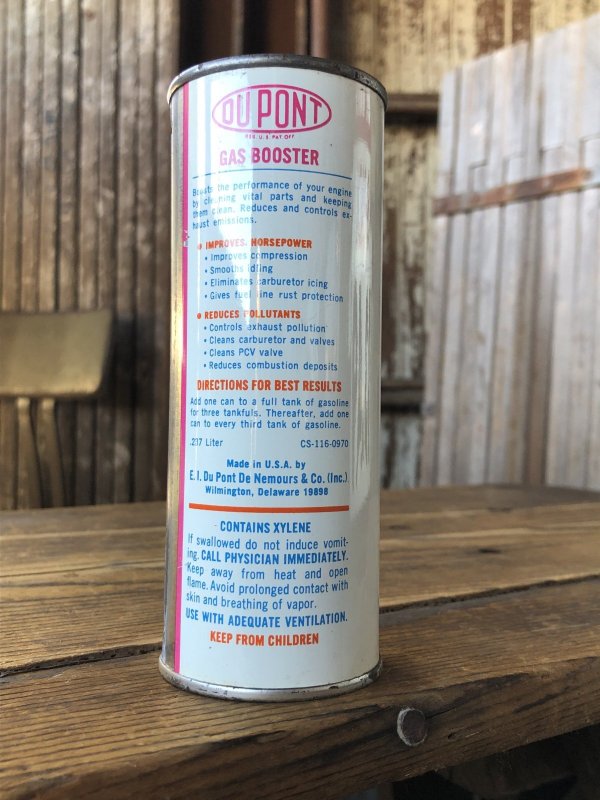 DU PONT
REG. U.S. PAT. OFF.
GAS BOOSTER
Boosts the performance of your engine
by cleaning vital parts and keeping
them clean. Reduces and controls ex-
haust emissions.
• IMPROVES HORSEPOWER
• Improves compression
• Smooths idling
• Eliminates carburetor icing
• Gives fuel line rust protection
• REDUCES POLLUTANTS
• Controls exhaust pollution
• Cleans carburetor and valves
• Cleans PCV valve
• Reduces combustion deposits
DIRECTIONS FOR BEST RESULTS
Add one can to a full tank of gasoline
for three tankfuls. Thereafter, add one
can to every third tank of gasoline.
.237 Liter CS-116-0970
Made in U.S.A. by
E. I. Du Pont De Nemours & Co. (Inc.)
Wilmington, Delaware 19898
CONTAINS XYLENE
If swallowed do not induce vomit-
ing. CALL PHYSICIAN IMMEDIATELY.
Keep away from heat and open
flame. Avoid prolonged contact with
skin and breathing of vapor.
USE WITH ADEQUATE VENTILATION.
KEEP FROM CHILDREN